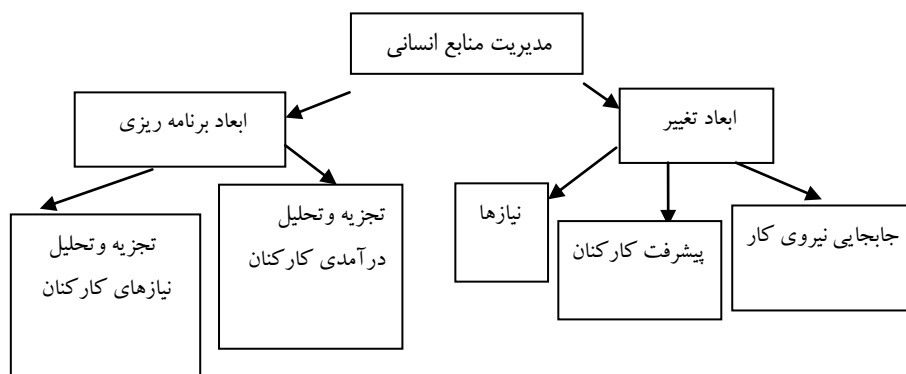 مدیریت منابع انسانی
ابعاد تغییر
ابعاد برنامه ریزی
جابجایی نیروی کار
پیشرفت کارکنان
نیازها
تجزیه وتحلیل
درآمدی کارکنان
تجزیه وتحلیل
نیازهای کارکنان